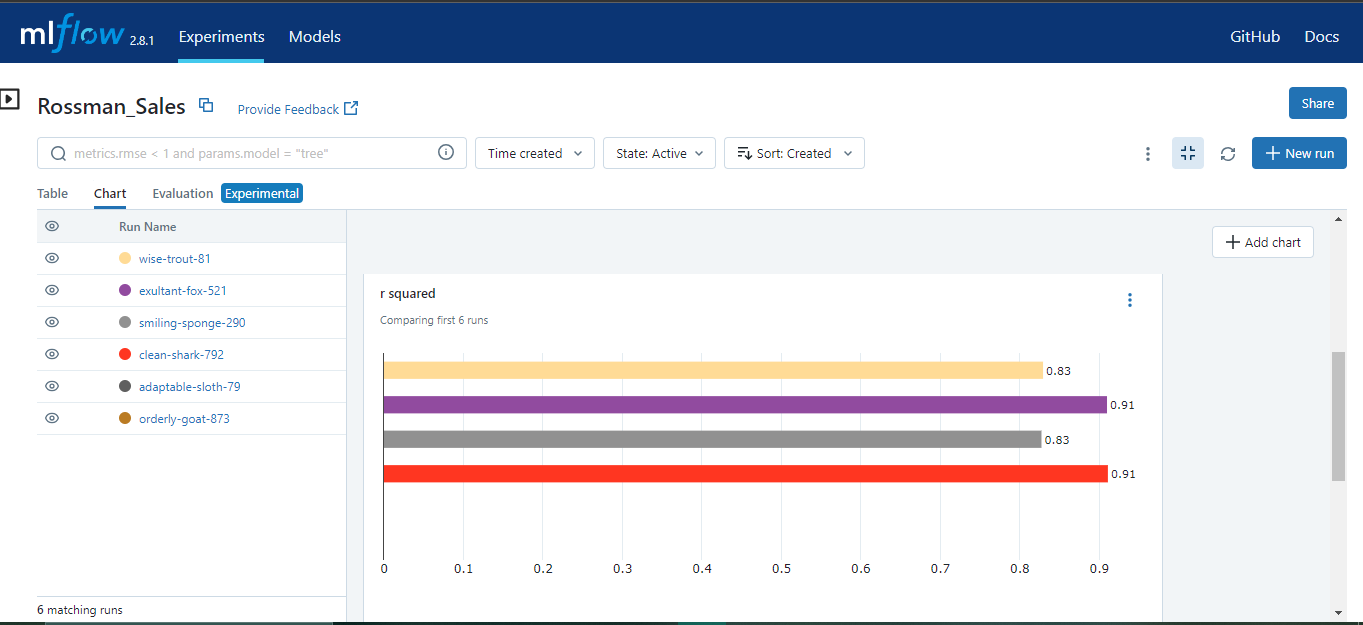 mlflow 2.8.1 Experiments Models GitHub Docs
Rossman_Sales Provide Feedback Share
metrics.rmse < 1 and params.model = "tree" Time created State: Active Sort: Created New run
Table Chart Evaluation Experimental
Run Name
Add chart
wise-trout-81
exultant-fox-521
smiling-sponge-290
clean-shark-792
adaptable-sloth-79
orderly-goat-873
r squared
Comparing first 6 runs
0.83
0.91
0.83
0.91
0 0.1 0.2 0.3 0.4 0.5 0.6 0.7 0.8 0.9
6 matching runs